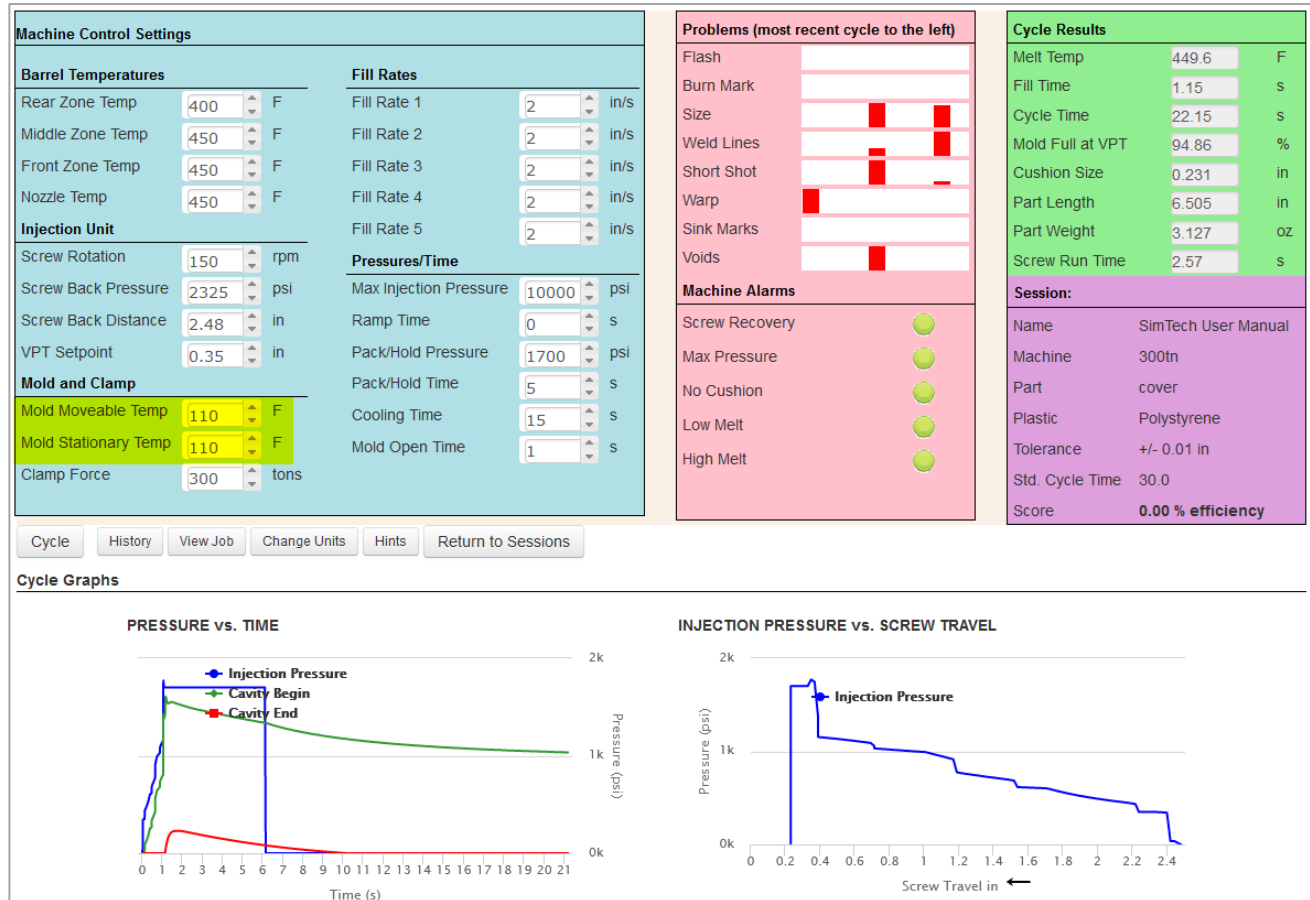 Machine Control Settings
Barrel Temperatures
Rear Zone Temp 400 F
Middle Zone Temp 450 F
Front Zone Temp 450 F
Nozzle Temp 450 F
Injection Unit
Screw Rotation 150 rpm
Screw Back Pressure 2325 psi
Screw Back Distance 2.48 in
VPT Setpoint 0.35 in
Mold and Clamp
Mold Moveable Temp 110 F
Mold Stationary Temp 110 F
Clamp Force 300 tons
Fill Rates
Fill Rate 1 2 in/s
Fill Rate 2 2 in/s
Fill Rate 3 2 in/s
Fill Rate 4 2 in/s
Fill Rate 5 2 in/s
Pressures/Time
Max Injection Pressure 10000 psi
Ramp Time 0 s
Pack/Hold Pressure 1700 psi
Pack/Hold Time 5 s
Cooling Time 15 s
Mold Open Time 1 s
Problems (most recent cycle to the left)
Flash
Burn Mark
Size
Weld Lines
Short Shot
Warp
Sink Marks
Voids
Machine Alarms
Screw Recovery
Max Pressure
No Cushion
Low Melt
High Melt
Cycle Results
Melt Temp 449.6 F
Fill Time 1.15 s
Cycle Time 22.15 s
Mold Full at VPT 94.86 %
Cushion Size 0.231 in
Part Length 6.505 in
Part Weight 3.127 oz
Screw Run Time 2.57 s
Session:
Name SimTech User Manual
Machine 300tn
Part cover
Plastic Polystyrene
Tolerance +/- 0.01 in
Std. Cycle Time 30.0
Score 0.00 % efficiency
Cycle History View Job Change Units Hints Return to Sessions
Cycle Graphs
PRESSURE vs. TIME
Injection Pressure
Cavity Begin
Cavity End
2k
1k
0k
Pressure (psi)
0 1 2 3 4 5 6 7 8 9 10 11 12 13 14 15 16 17 18 19 20 21
Time (s)
INJECTION PRESSURE vs. SCREW TRAVEL
Injection Pressure
2k
1k
0k
Pressure (psi)
0 0.2 0.4 0.6 0.8 1 1.2 1.4 1.6 1.8 2 2.2 2.4
Screw Travel in ←